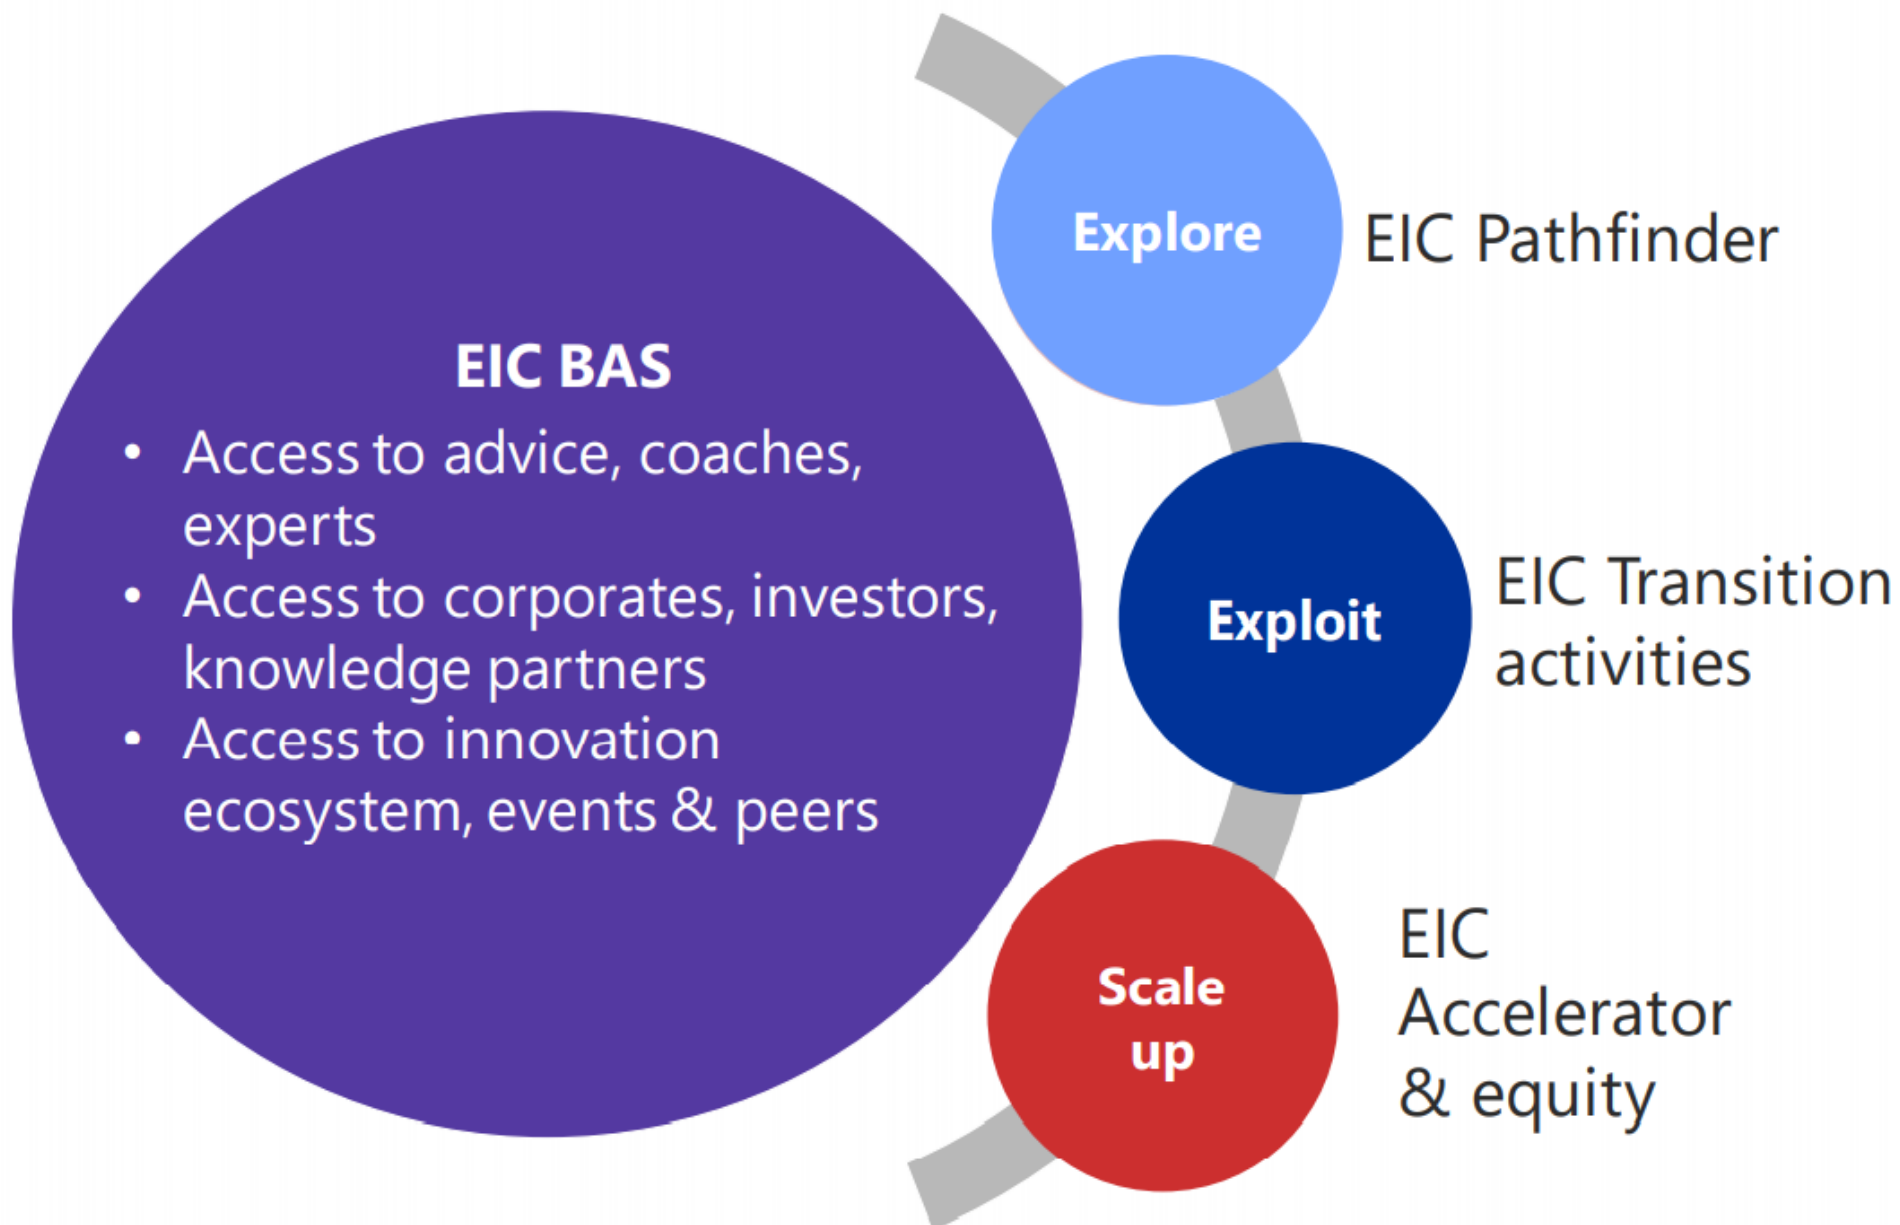 EIC BAS
• Access to advice, coaches,
experts
• Access to corporates, investors,
knowledge partners
• Access to innovation
ecosystem, events & peers
Explore
EIC Pathfinder
Exploit
EIC Transition
activities
Scale
up
EIC
Accelerator
& equity